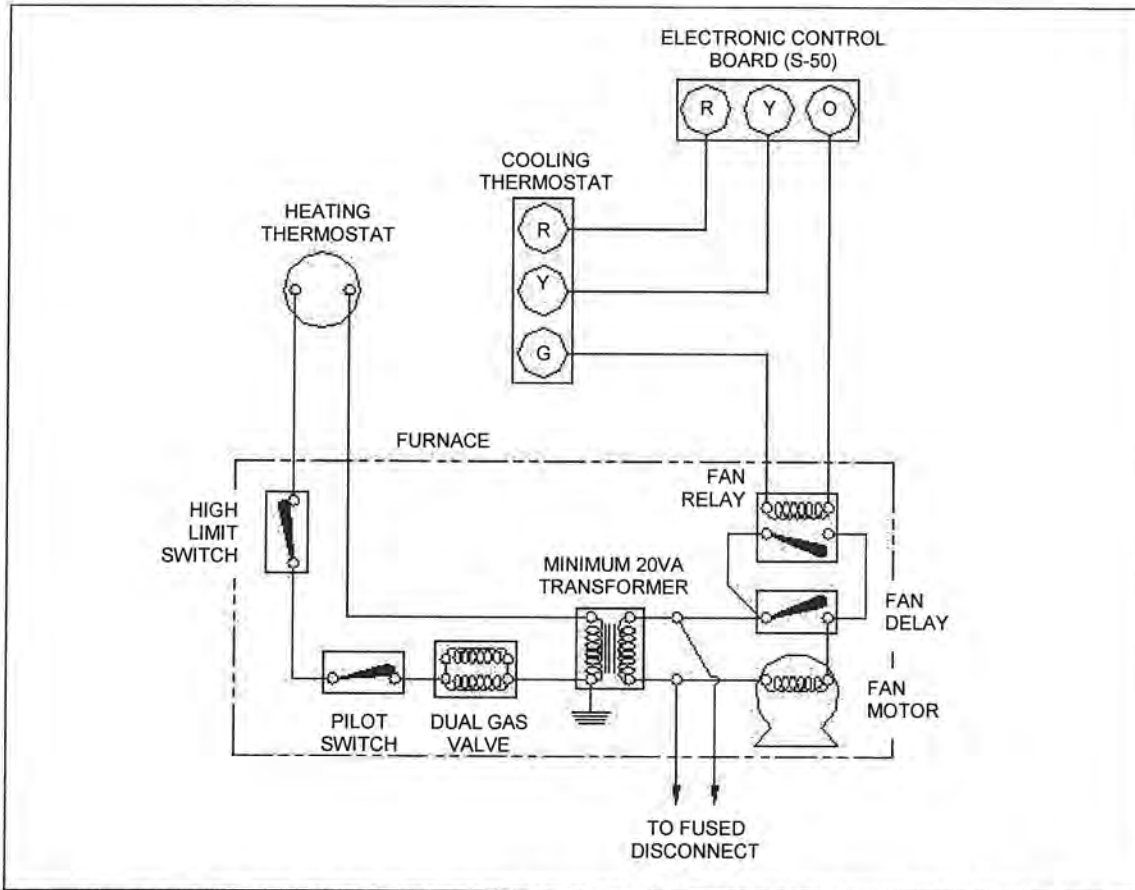 ELECTRONIC CONTROL
BOARD (S-50)
R Y O
COOLING
THERMOSTAT
R
Y
G
HEATING
THERMOSTAT
FURNACE
FAN
RELAY
HIGH
LIMIT
SWITCH
MINIMUM 20VA
TRANSFORMER
FAN
DELAY
PILOT
SWITCH
DUAL GAS
VALVE
FAN
MOTOR
TO FUSED
DISCONNECT